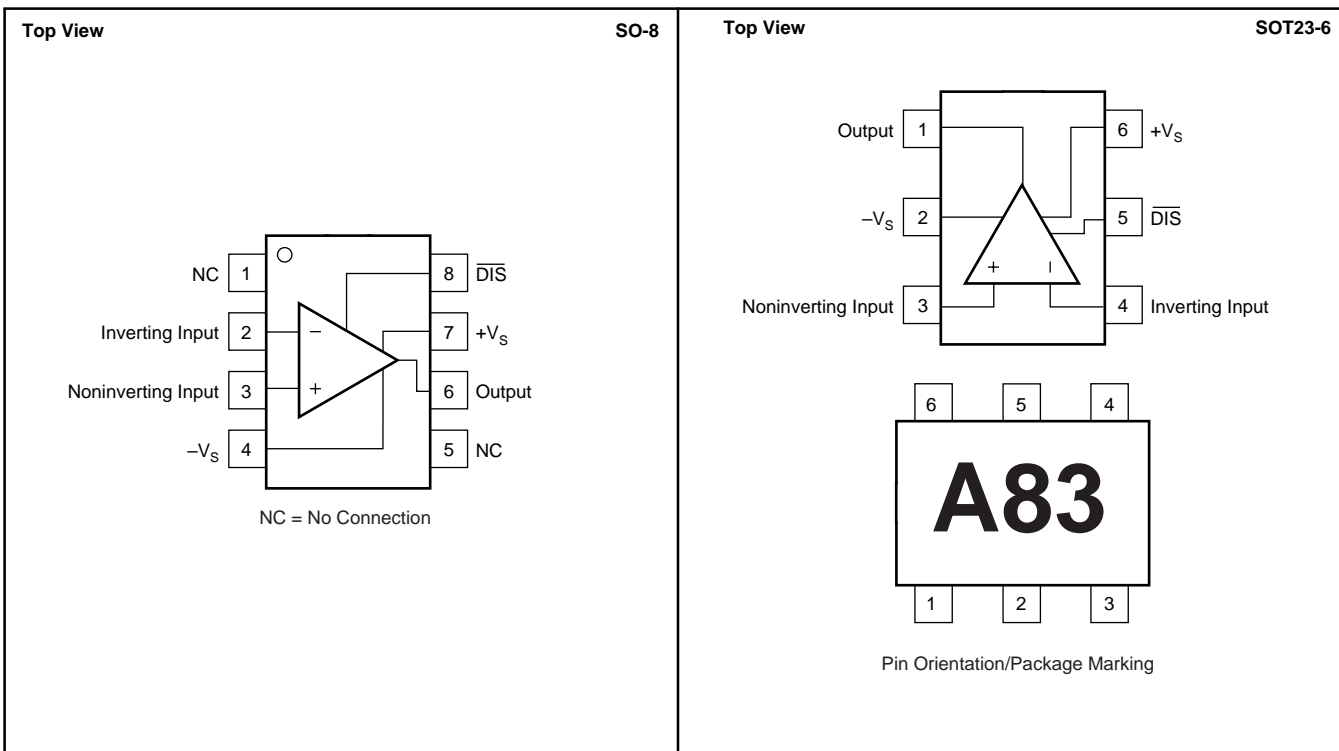 Top View SO-8
NC 1 8 D̅I̅S̅
Inverting Input 2 − 7 +VS
Noninverting Input 3 + 6 Output
–VS 4 5 NC
NC = No Connection
Top View SOT23-6
Output 1 6 +VS
–VS 2 5 D̅I̅S̅
+ –
Noninverting Input 3 4 Inverting Input
6 5 4
A83
1 2 3
Pin Orientation/Package Marking